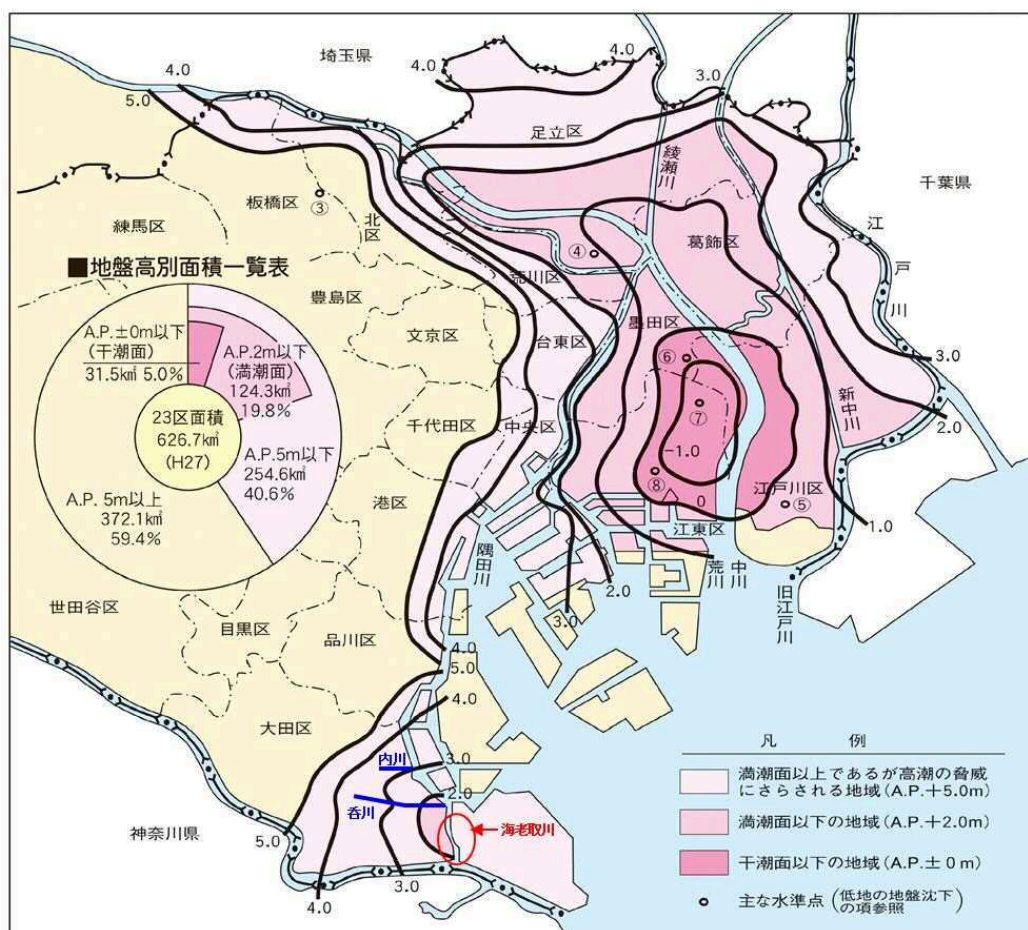 埼玉県
4.0
5.0
4.0
4.0
3.0
足立区
綾瀬川
千葉県
板橋区
③
北区
練馬区
葛飾区
江戸川
④
荒川区
■地盤高別面積一覧表
豊島区
文京区
台東区
墨田区
⑥
A.P.±0m以下
(干潮面)
31.5k㎡ 5.0%
A.P.2m以下
(満潮面)
124.3k㎡
19.8%
23区面積
626.7k㎡
(H27)
A.P.5m以下
254.6k㎡
40.6%
A.P. 5m以上
372.1k㎡
59.4%
3.0
2.0
新中川
千代田区
中央区
⑦
-1.0
⑧
0
江戸川区
⑤
1.0
港区
江東区
隅田川
荒川
中川
旧江戸川
2.0
3.0
世田谷区
目黒区
品川区
4.0
5.0
4.0
大田区
内川
3.0
呑川
2.0
海老取川
神奈川県
5.0
4.0
3.0
凡 例
満潮面以上であるが高潮の脅威
にさらされる地域(A.P.+5.0m)
満潮面以下の地域(A.P.+2.0m)
干潮面以下の地域(A.P.±0m)
主な水準点(低地の地盤沈下
の項参照)